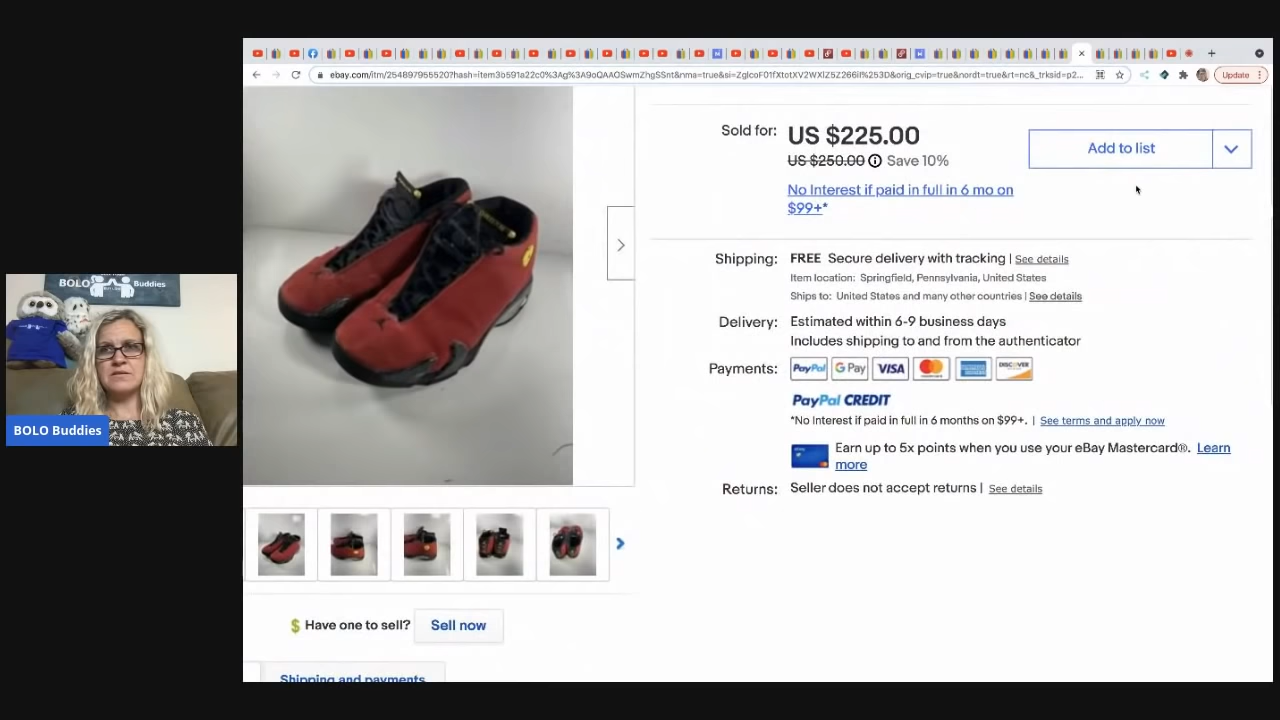 Update
Sold for:
US $225.00
Add to list
US $250.00
Save 10%
No Interest if paid in full in 6 mo on
$99+*
Shipping:
FREE Secure delivery with tracking | See details
Item location: Springfield, Pennsylvania, United States
Ships to: United States and many other countries | See details
Delivery:
Estimated within 6-9 business days
Includes shipping to and from the authenticator
Payments:
PayPal
G Pay
VISA
DISCOVER
PayPal CREDIT
*No Interest if paid in full in 6 months on $99+. | See terms and apply now
Earn up to 5x points when you use your eBay Mastercard®. Learn
more
Returns:
Seller does not accept returns | See details
BOLO Buddies
BOLO Buddies
$ Have one to sell?
Sell now
Shipping and payments